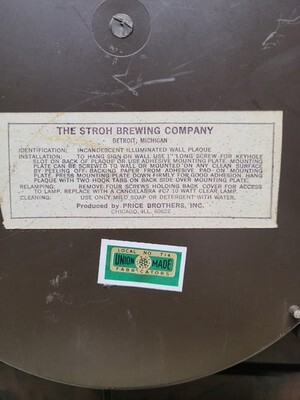 THE STROH BREWING COMPANY
DETROIT, MICHIGAN
IDENTIFICATION: INCANDESCENT ILLUMINATED WALL PLAQUE
INSTALLATION: TO HANG SIGN ON WALL USE 1" LONG SCREW FOR KEYHOLE
SLOT ON BACK OF PLAQUE OR USE ADHESIVE MOUNTING PLATE. MOUNTING
PLATE CAN BE SCREWED TO WALL OR MOUNTED ON ANY CLEAN SURFACE
BY PEELING OFF BACKING PAPER FROM ADHESIVE PAD ON MOUNTING
PLATE. PRESS MOUNTING PLATE DOWN FIRMLY FOR GOOD ADHESION. HANG
PLAQUE WITH TWO HOOK TABS ON BACK SIDE OVER MOUNTING PLATE.
RELAMPING: REMOVE FOUR SCREWS HOLDING BACK COVER FOR ACCESS
TO LAMP. REPLACE WITH A CANDELABRA #C7 10 WATT CLEAR LAMP.
CLEANING: USE ONLY MILD SOAP OR DETERGENT WITH WATER.
Produced by: PRICE BROTHERS, INC.
CHICAGO, ILL. 60622
LOCAL NO. 714
UNION MADE
FABRICATORS